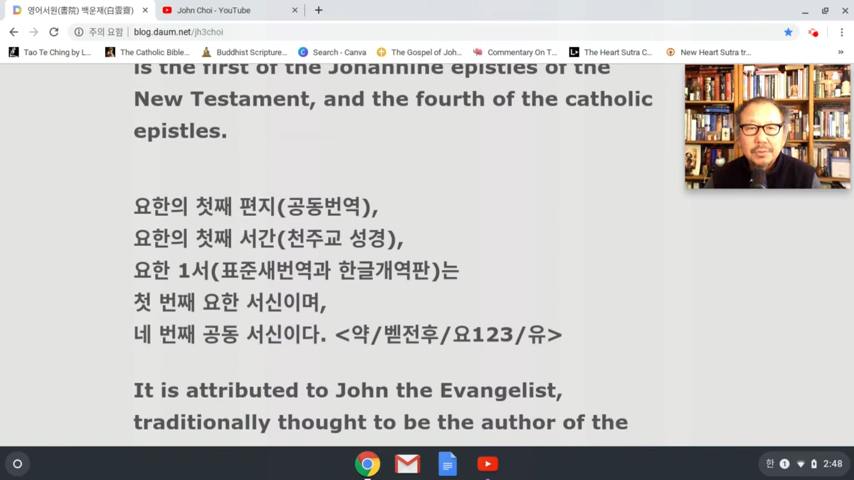 영어서원(書院) 백운재(白雲齋)
John Choi - YouTube
주의 요함
blog.daum.net/jh3choi
Tao Te Ching by L...
The Catholic Bible...
Buddhist Scripture...
Search - Canva
The Gospel of Joh...
Commentary On T...
The Heart Sutra C...
New Heart Sutra tr...
is the first of the Johannine epistles of the
New Testament, and the fourth of the catholic
epistles.
요한의 첫째 편지(공동번역),
요한의 첫째 서간(천주교 성경),
요한 1서(표준새번역과 한글개역판)는
첫 번째 요한 서신이며,
네 번째 공동 서신이다. <약/벧전후/요123/유>
It is attributed to John the Evangelist,
traditionally thought to be the author of the
한
1
2:48